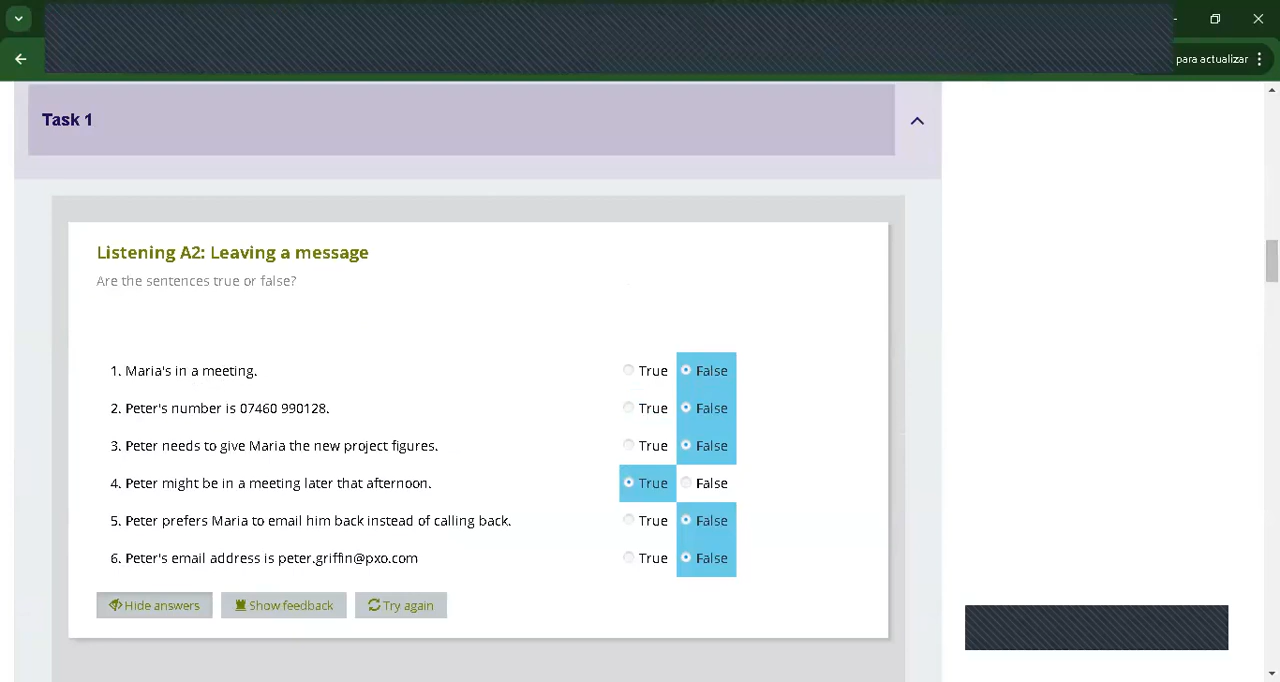 para actualizar
Task 1
Listening A2: Leaving a message
Are the sentences true or false?
1. Maria's in a meeting. True False
2. Peter's number is 07460 990128. True False
3. Peter needs to give Maria the new project figures. True False
4. Peter might be in a meeting later that afternoon. True False
5. Peter prefers Maria to email him back instead of calling back. True False
6. Peter's email address is peter.griffin@pxo.com True False
Hide answers Show feedback Try again